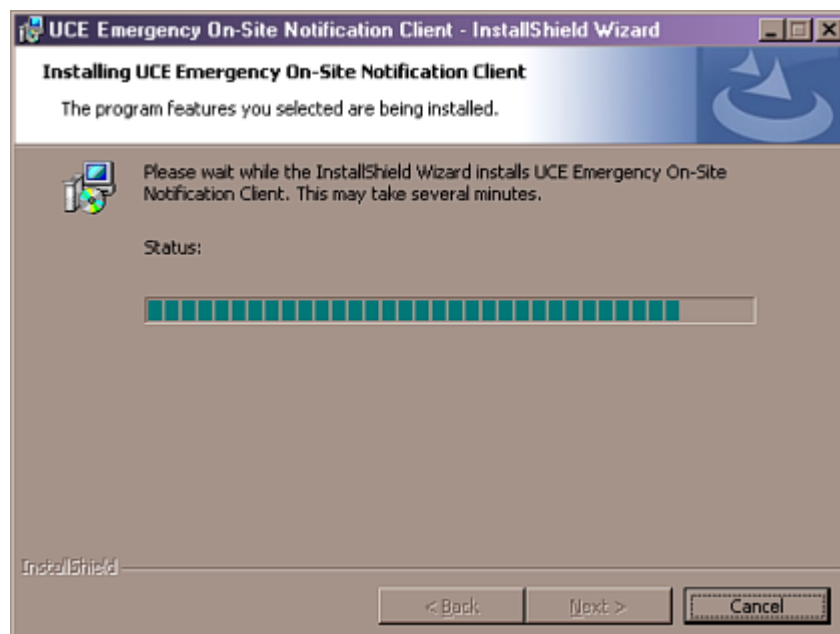 UCE Emergency On-Site Notification Client - InstallShield Wizard
Installing UCE Emergency On-Site Notification Client
The program features you selected are being installed.
Please wait while the InstallShield Wizard installs UCE Emergency On-Site
Notification Client. This may take several minutes.
Status:
InstallShield
< Back
Next >
Cancel